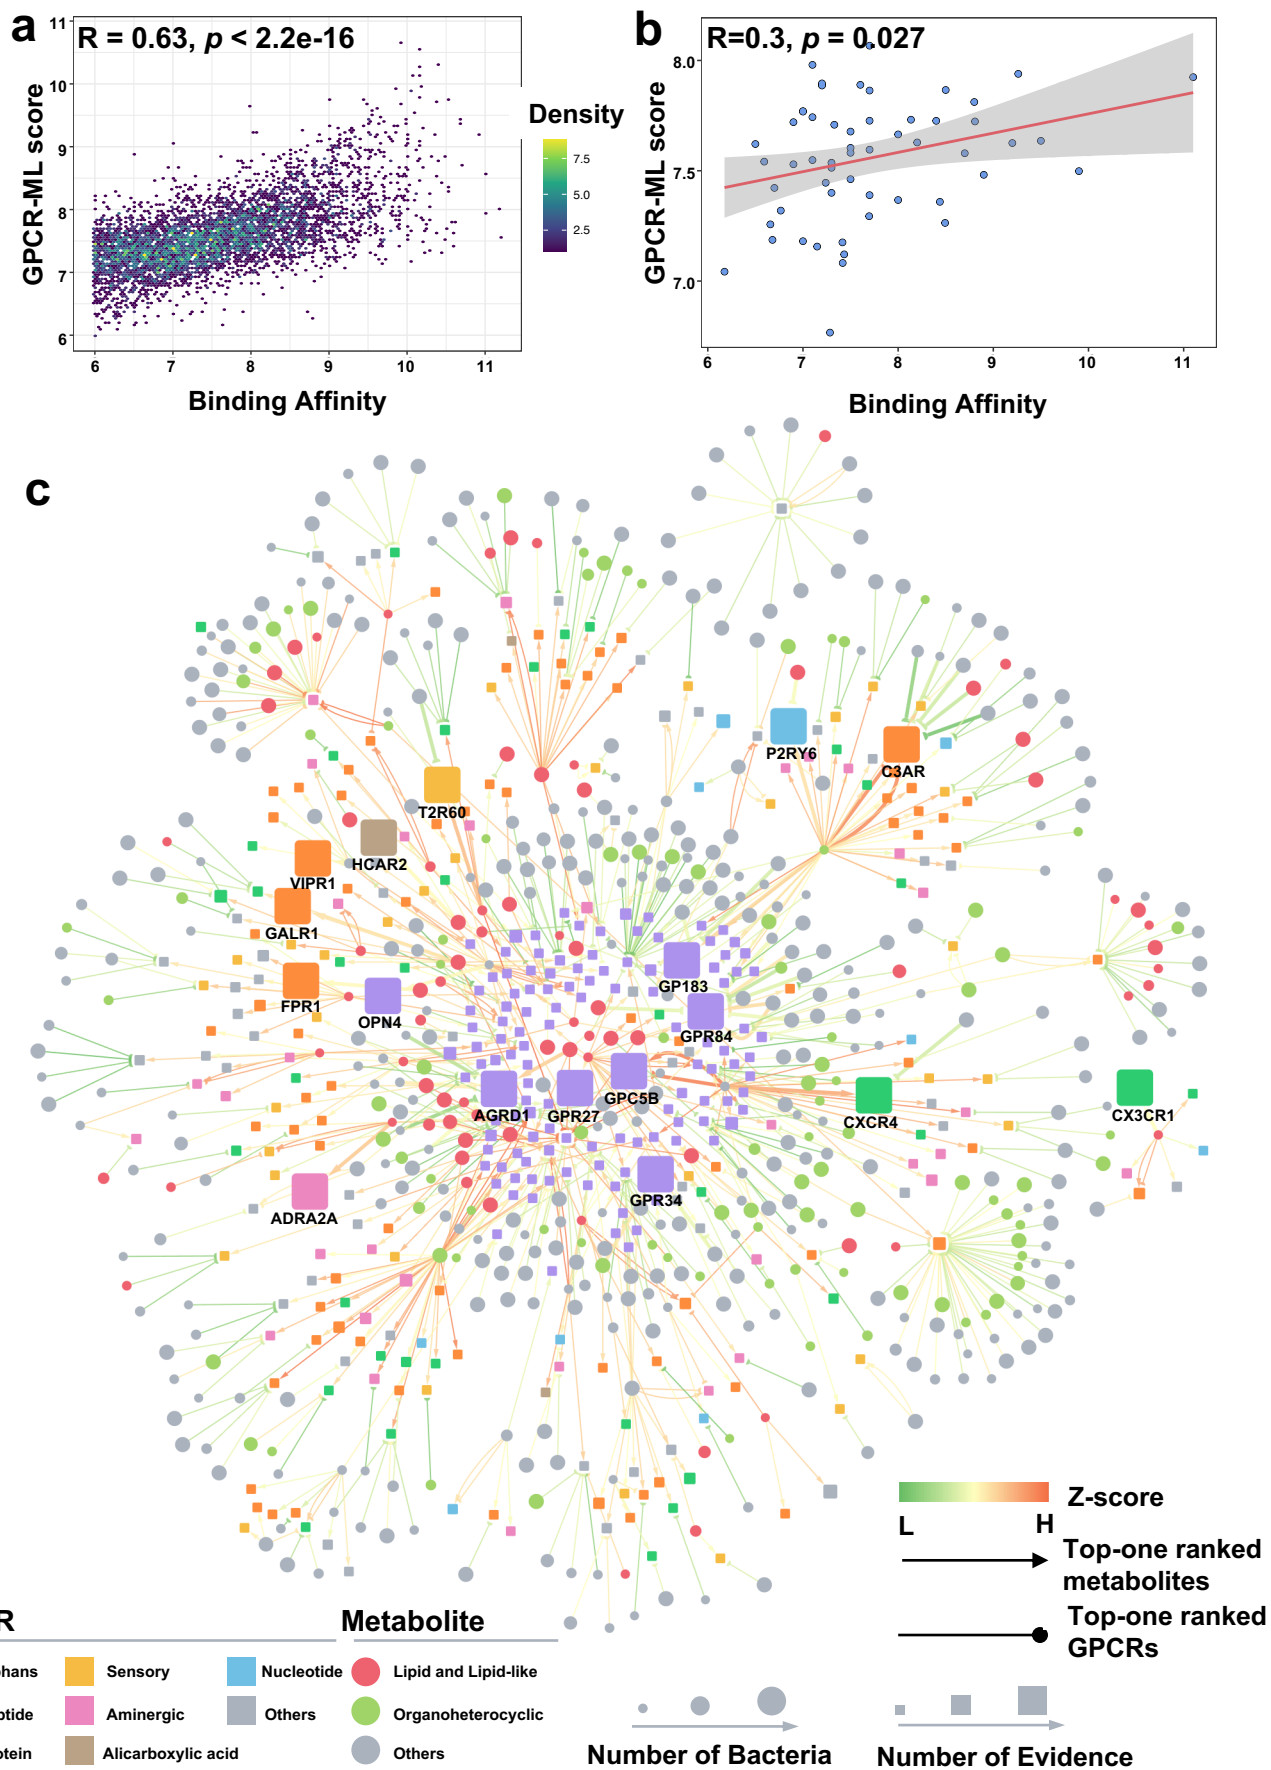 a
R = 0.63, p < 2.2e-16
GPCR-ML score
11
10
9
8
7
6
6 7 8 9 10 11
Binding Affinity
Density
7.5
5.0
2.5
b
R=0.3, p = 0.027
GPCR-ML score
8.0
7.5
7.0
6 7 8 9 10 11
Binding Affinity
c
P2RY6
C3AR
T2R60
HCAR2
VIPR1
GALR1
FPR1
OPN4
GP183
GPR84
GPC5B
AGRD1
GPR27
CXCR4
CX3CR1
GPR34
ADRA2A
Z-score
L H
Top-one ranked
metabolites
Top-one ranked
GPCRs
R
Metabolite
phans
Sensory
Nucleotide
Lipid and Lipid-like
ptide
Aminergic
Others
Organoheterocyclic
otein
Alicarboxylic acid
Others
Number of Bacteria
Number of Evidence